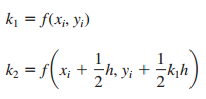 k₁ = f(xᵢ, yᵢ)
k₂ = f(xᵢ + 1/2 h, yᵢ + 1/2 k₁h)